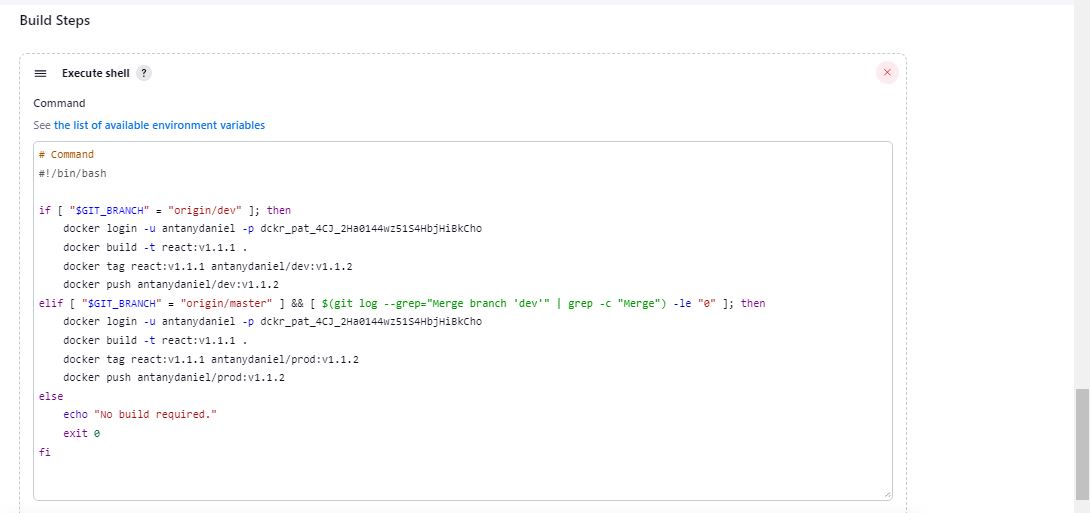 Build Steps
Execute shell ?
Command
See the list of available environment variables
# Command
#!/bin/bash
if [ "$GIT_BRANCH" = "origin/dev" ]; then
docker login -u antanydaniel -p dckr_pat_4CJ_2Ha0144wz51S4HbjHiBkCho
docker build -t react:v1.1.1 .
docker tag react:v1.1.1 antanydaniel/dev:v1.1.2
docker push antanydaniel/dev:v1.1.2
elif [ "$GIT_BRANCH" = "origin/master" ] && [ $(git log --grep="Merge branch 'dev'" | grep -c "Merge") -le "0" ]; then
docker login -u antanydaniel -p dckr_pat_4CJ_2Ha0144wz51S4HbjHiBkCho
docker build -t react:v1.1.1 .
docker tag react:v1.1.1 antanydaniel/prod:v1.1.2
docker push antanydaniel/prod:v1.1.2
else
echo "No build required."
exit 0
fi